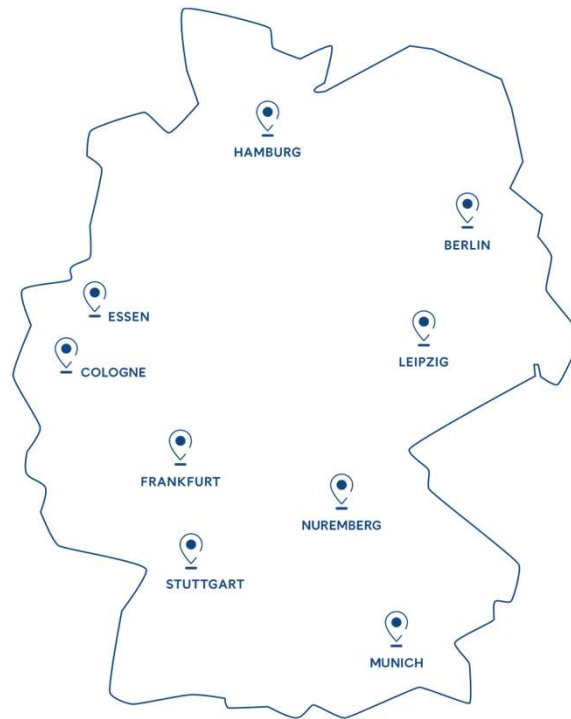 HAMBURG
BERLIN
ESSEN
LEIPZIG
COLOGNE
FRANKFURT
NUREMBERG
STUTTGART
MUNICH